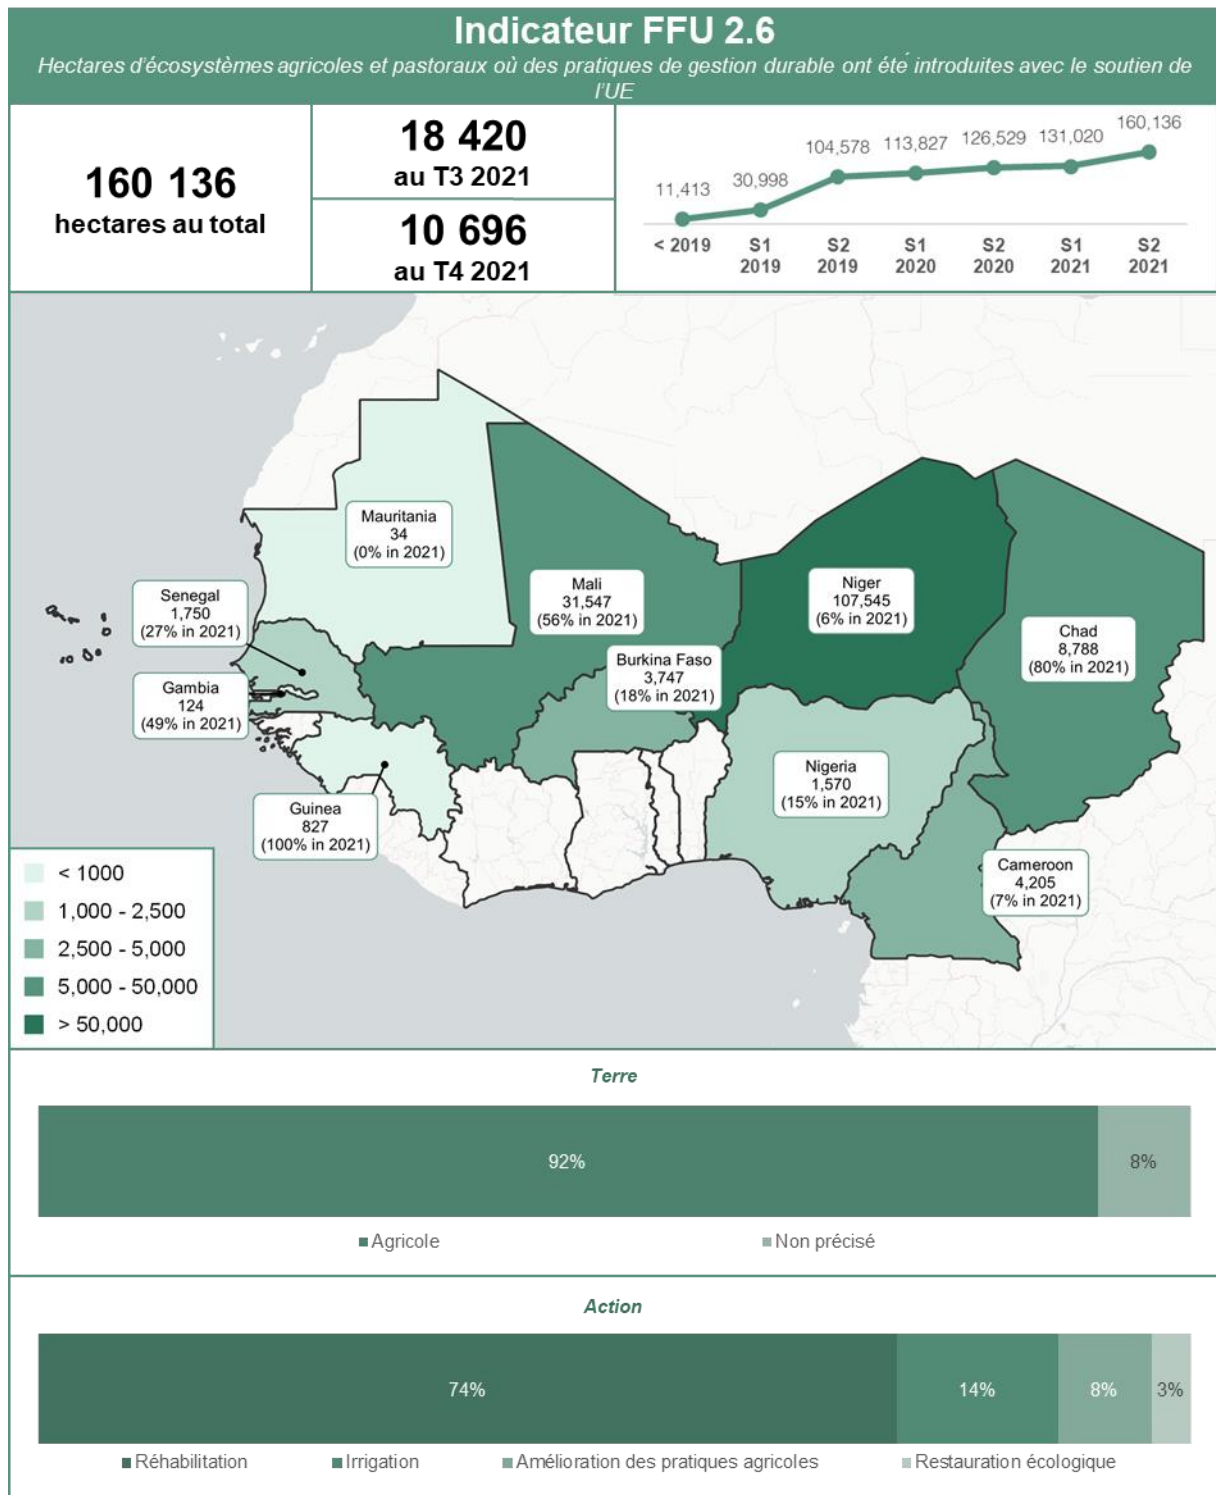 Indicateur FFU 2.6
Hectares d'écosystèmes agricoles et pastoraux où des pratiques de gestion durable ont été introduites avec le soutien de
l'UE
160 136
hectares au total
18 420
au T3 2021
10 696
au T4 2021
11,413
30,998
104,578
113,827
126,529
131,020
160,136
< 2019
S1
2019
S2
2019
S1
2020
S2
2020
S1
2021
S2
2021
Mauritania
34
(0% in 2021)
Senegal
1,750
(27% in 2021)
Mali
31,547
(56% in 2021)
Niger
107,545
(6% in 2021)
Chad
8,788
(80% in 2021)
Burkina Faso
3,747
(18% in 2021)
Gambia
124
(49% in 2021)
Nigeria
1,570
(15% in 2021)
Guinea
827
(100% in 2021)
Cameroon
4,205
(7% in 2021)
< 1000
1,000 - 2,500
2,500 - 5,000
5,000 - 50,000
> 50,000
Terre
92%
8%
Agricole
Non précisé
Action
74%
14%
8%
3%
Réhabilitation
Irrigation
Amélioration des pratiques agricoles
Restauration écologique